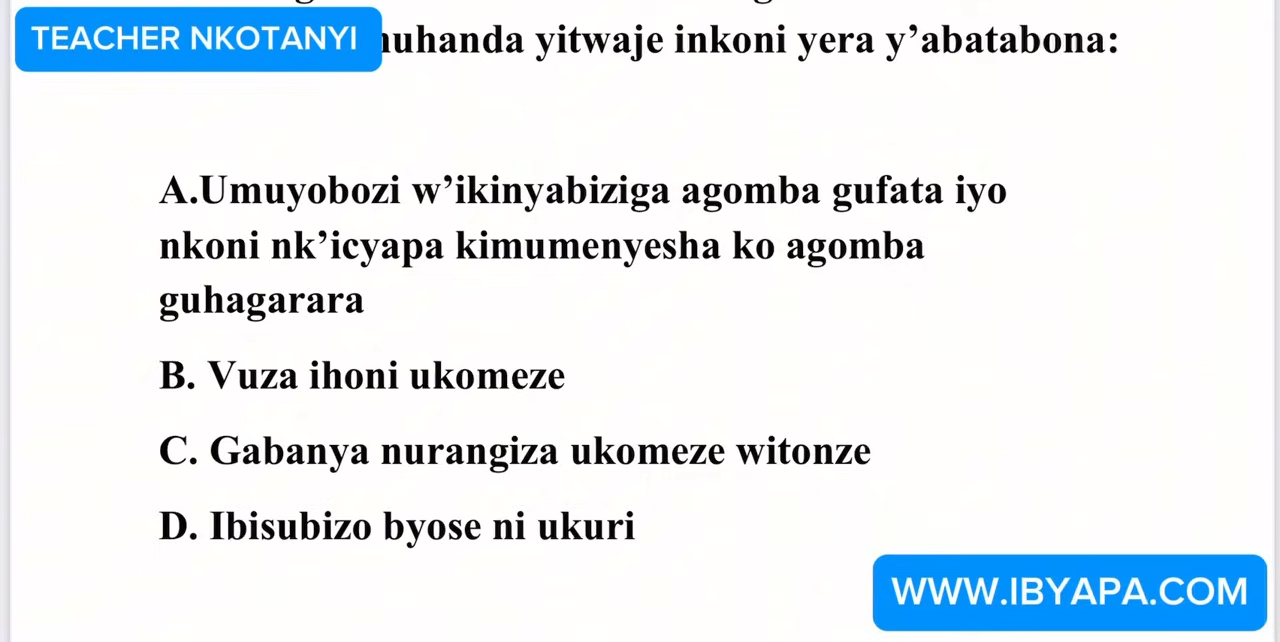 TEACHER NKOTANYI
yitwaje inkoni yera y’abatabona:
A.Umuyobozi w’ikinyabiziga agomba gufata iyo
nkoni nk’icyapa kimumenyesha ko agomba
guhagarara
B. Vuza ihoni ukomeze
C. Gabanya nurangiza ukomeze witonze
D. Ibisubizo byose ni ukuri
WWW.IBYAPA.COM